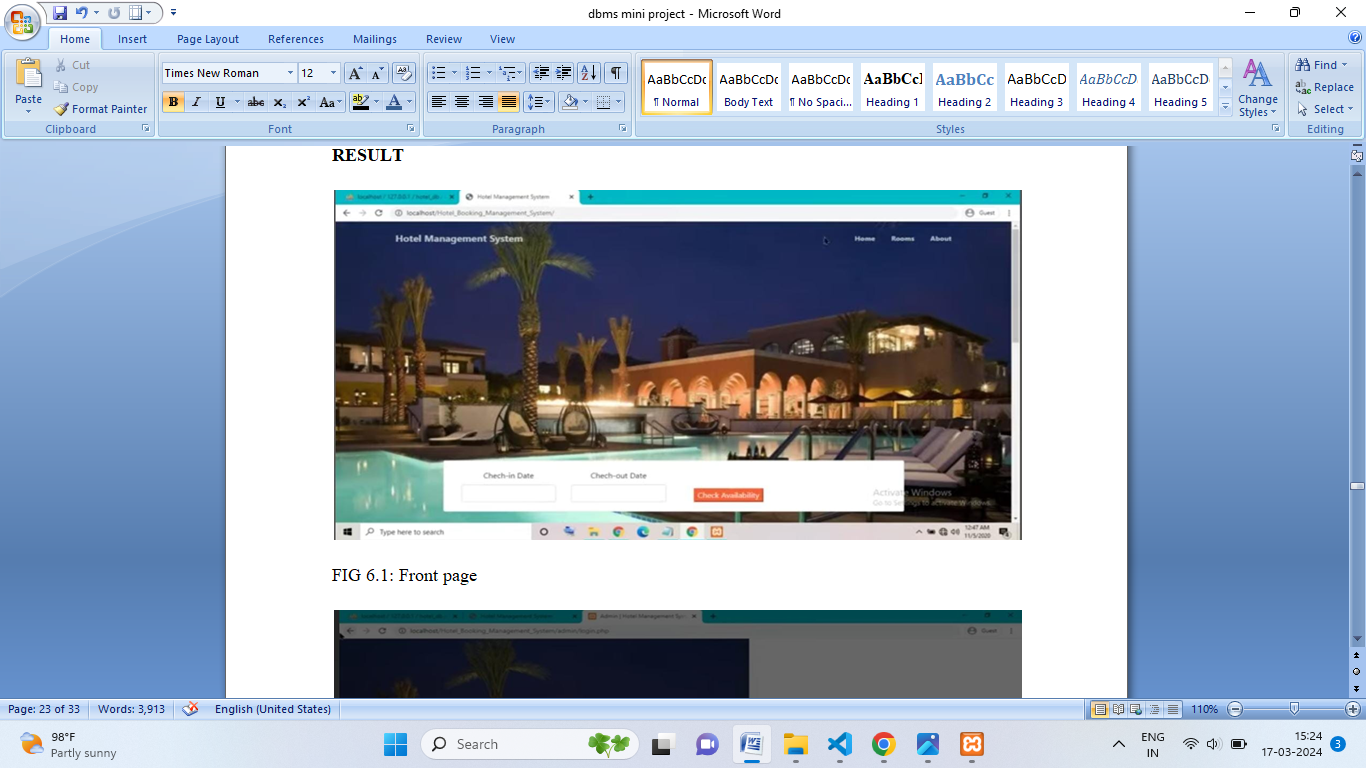 dbms mini project - Microsoft Word
Home Insert Page Layout References Mailings Review View
Paste
Cut
Copy
Format Painter
Clipboard
Times New Roman 12
B I U abc x₂ x² Aa
Font
Paragraph
AaBbCcDc AaBbCcDc AaBbCcDc AaBbCcI AaBbCc AaBbCcD AaBbCcD AaBbCcD
¶ Normal Body Text ¶ No Spaci... Heading 1 Heading 2 Heading 3 Heading 4 Heading 5
Change Styles
Styles
Find
Replace
Select
Editing
RESULT
localhost / 127.0.0.1 / hotel_db Hotel Management System
localhost/Hotel_Booking_Management_System/ Guest
Hotel Management System Home Rooms About
Chech-in Date Chech-out Date
Check Availability
Activate Windows
Go to Settings to activate Windows.
Type here to search
12:47 AM
11/5/2020
FIG 6.1: Front page
Admin | Hotel Management Sys
localhost/Hotel_Booking_Management_System/admin/login.php Guest
Page: 23 of 33 Words: 3,913 English (United States) 110%
98°F
Partly sunny
Search
ENG
IN
15:24
17-03-2024
3